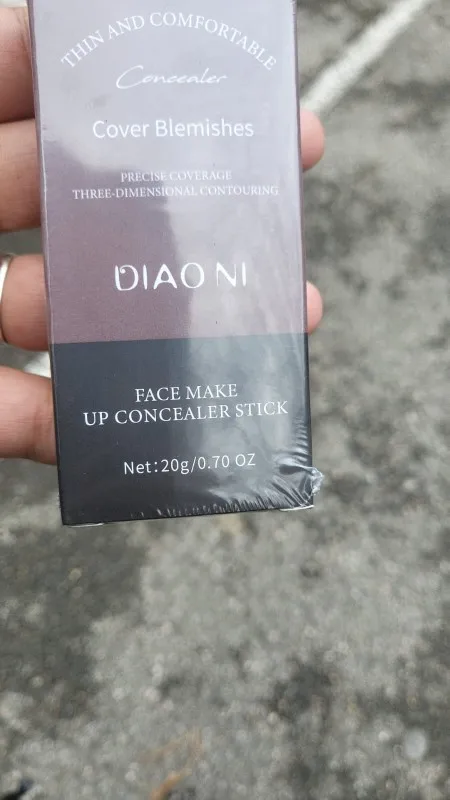 THIN AND COMFORTABLE
Concealer
Cover Blemishes
PRECISE COVERAGE
THREE-DIMENSIONAL CONTOURING
DIAO NI
FACE MAKE
UP CONCEALER STICK
Net:20g/0.70 OZ